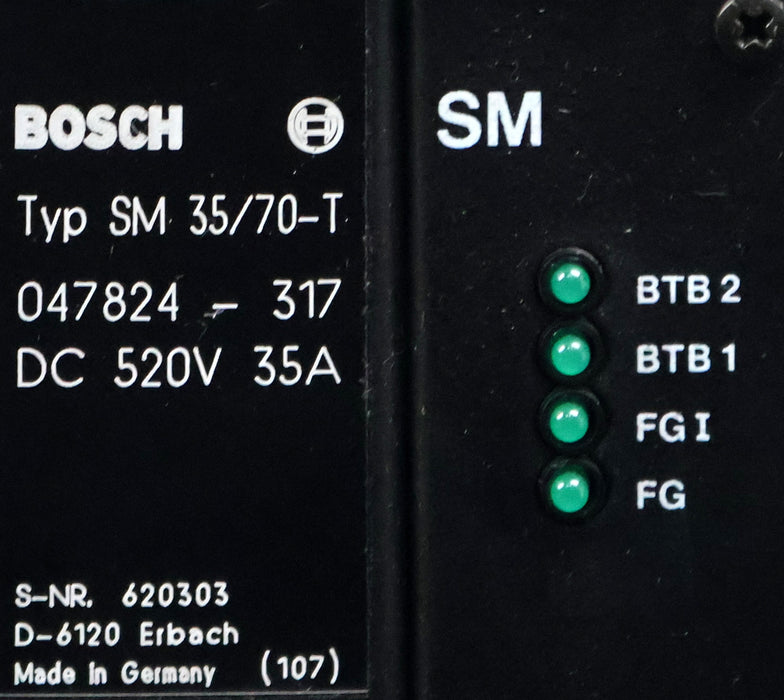 BOSCH
Typ SM 35/70-T
047824 - 317
DC 520V 35A
S-NR. 620303
D-6120 Erbach
Made in Germany (107)
SM
BTB 2
BTB 1
FG I
FG